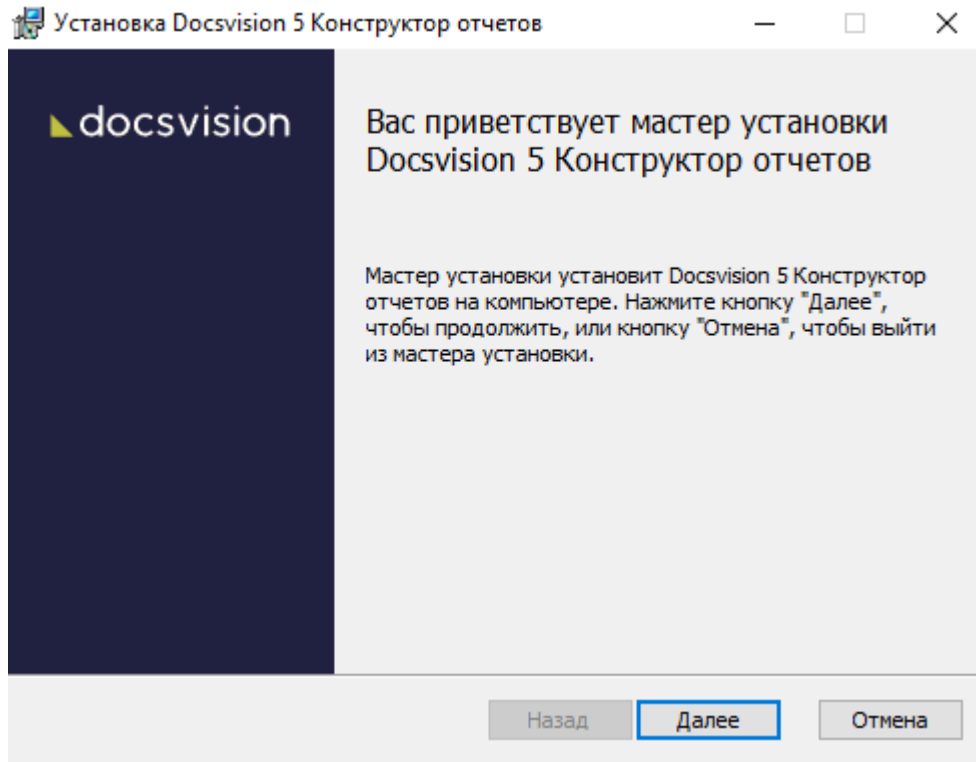 Установка Docsvision 5 Конструктор отчетов
docsvision
Вас приветствует мастер установки
Docsvision 5 Конструктор отчетов
Мастер установки установит Docsvision 5 Конструктор
отчетов на компьютере. Нажмите кнопку "Далее",
чтобы продолжить, или кнопку "Отмена", чтобы выйти
из мастера установки.
Назад Далее Отмена